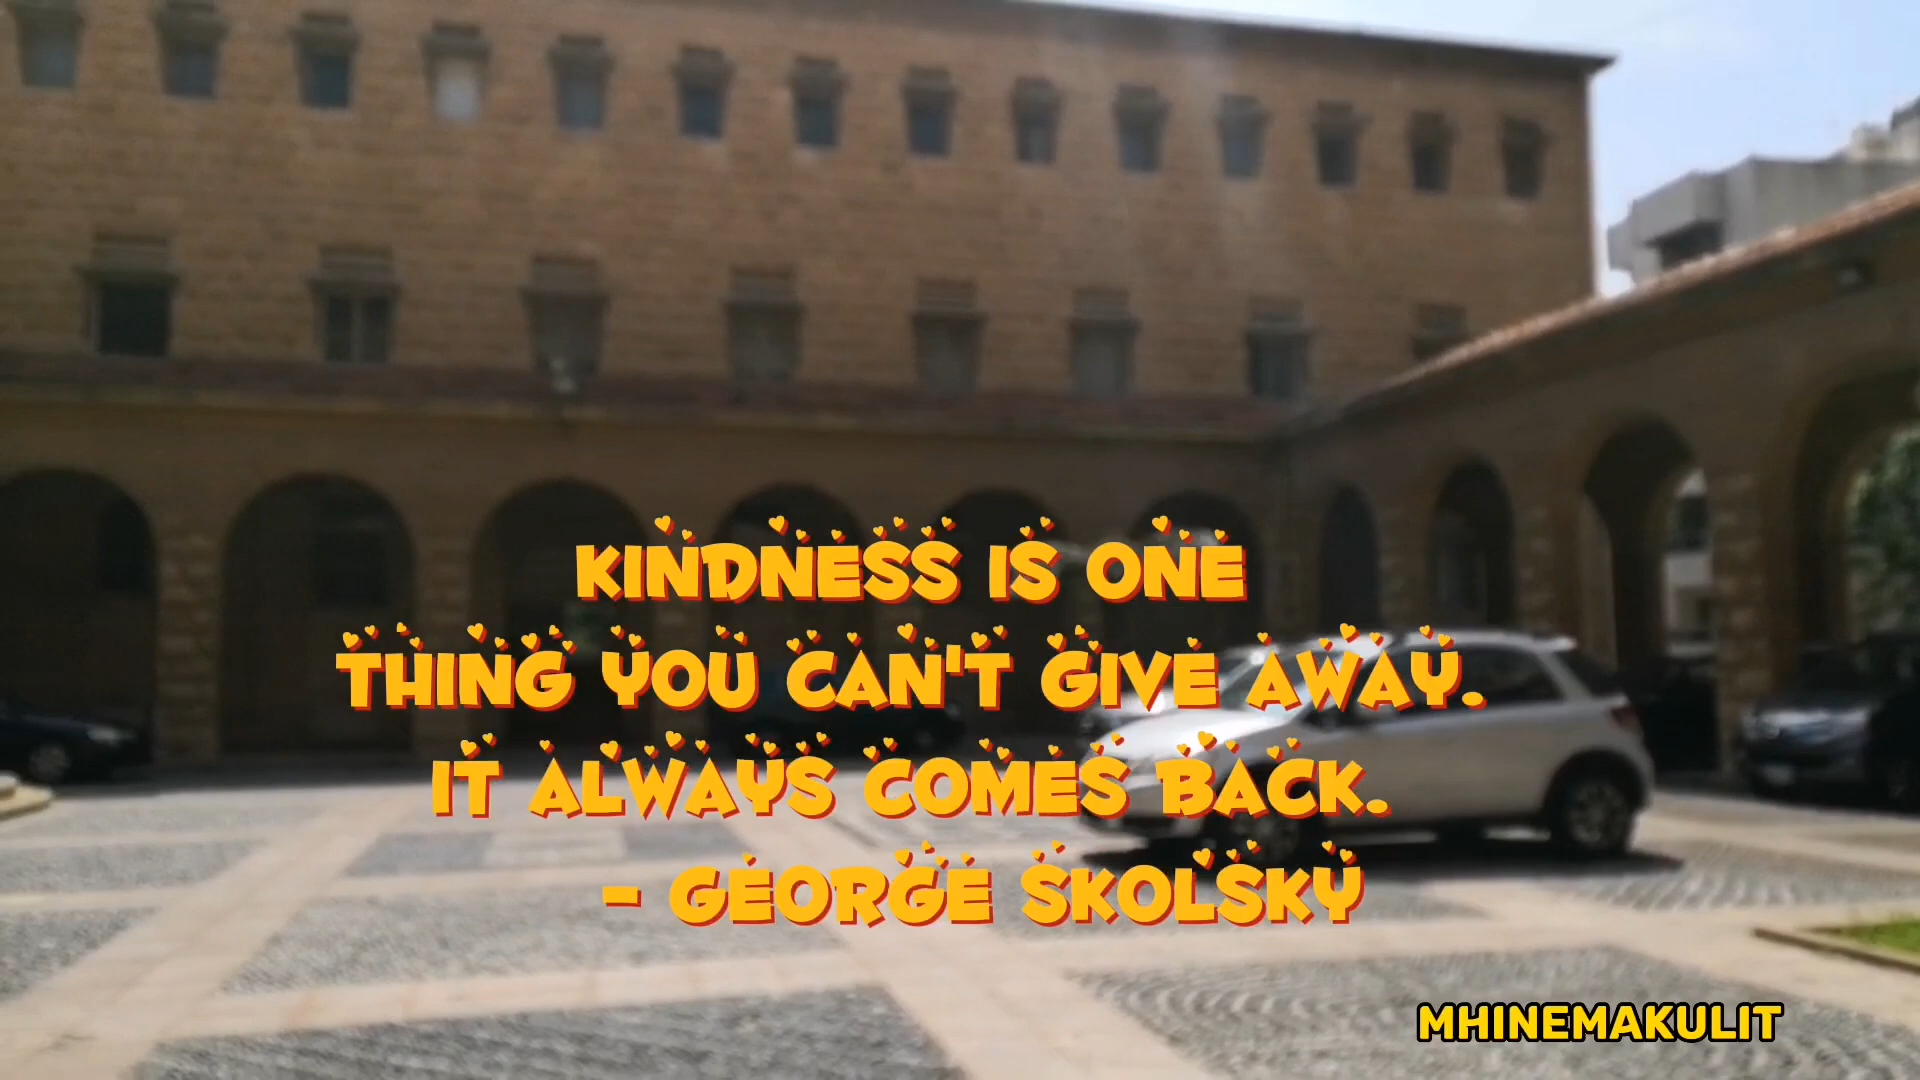 KINDNESS IS ONE
THING YOU CAN'T GIVE AWAY.
IT ALWAYS COMES BACK.
- GEORGE SKOLSKY
MHINEMAKULIT